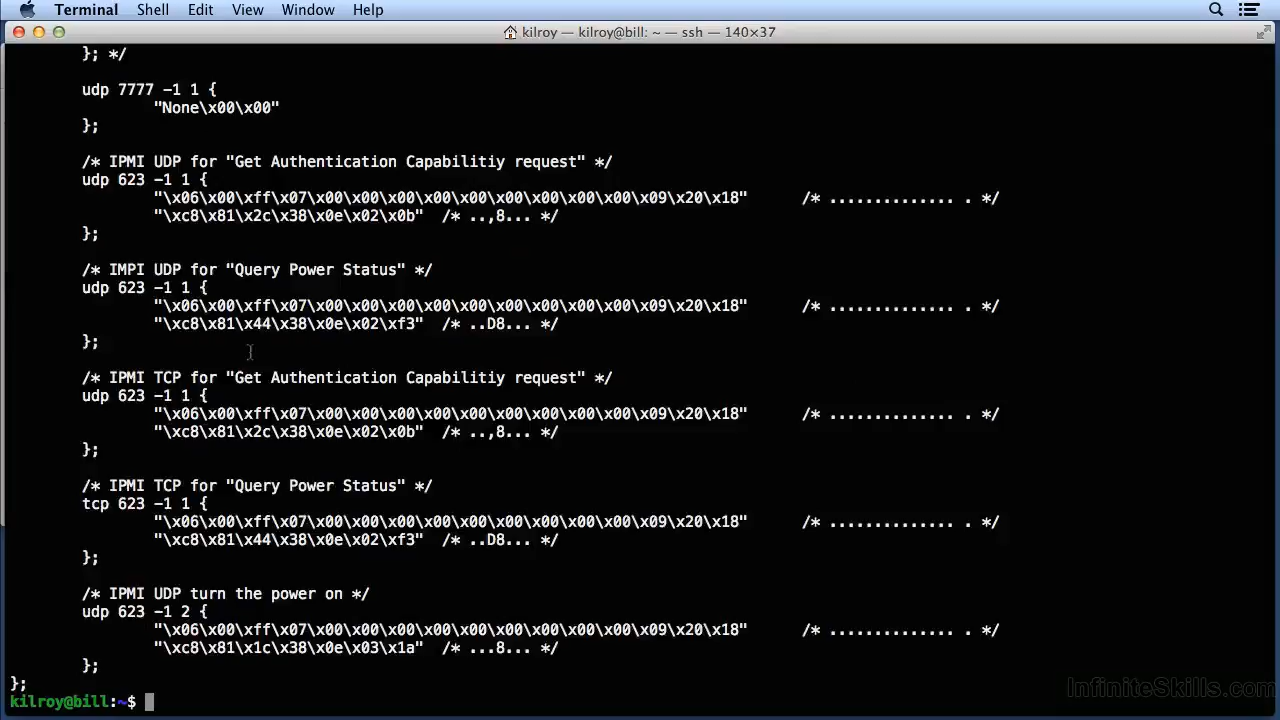 Terminal Shell Edit View Window Help
kilroy — kilroy@bill: ~ — ssh — 140×37
}; */
udp 7777 -1 1 {
"None\x00\x00"
};
/* IPMI UDP for "Get Authentication Capabilitiy request" */
udp 623 -1 1 {
"\x06\x00\xff\x07\x00\x00\x00\x00\x00\x00\x00\x00\x00\x09\x20\x18" /* .............. . */
"\xc8\x81\x2c\x38\x0e\x02\x0b" /* ..,8... */
};
/* IMPI UDP for "Query Power Status" */
udp 623 -1 1 {
"\x06\x00\xff\x07\x00\x00\x00\x00\x00\x00\x00\x00\x00\x09\x20\x18" /* .............. . */
"\xc8\x81\x44\x38\x0e\x02\xf3" /* ..D8... */
};
/* IPMI TCP for "Get Authentication Capabilitiy request" */
udp 623 -1 1 {
"\x06\x00\xff\x07\x00\x00\x00\x00\x00\x00\x00\x00\x00\x09\x20\x18" /* .............. . */
"\xc8\x81\x2c\x38\x0e\x02\x0b" /* ..,8... */
};
/* IPMI TCP for "Query Power Status" */
tcp 623 -1 1 {
"\x06\x00\xff\x07\x00\x00\x00\x00\x00\x00\x00\x00\x00\x09\x20\x18" /* .............. . */
"\xc8\x81\x44\x38\x0e\x02\xf3" /* ..D8... */
};
/* IPMI UDP turn the power on */
udp 623 -1 2 {
"\x06\x00\xff\x07\x00\x00\x00\x00\x00\x00\x00\x00\x00\x09\x20\x18" /* .............. . */
"\xc8\x81\x1c\x38\x0e\x03\x1a" /* ...8... */
};
};
kilroy@bill:~$
InfiniteSkills.com